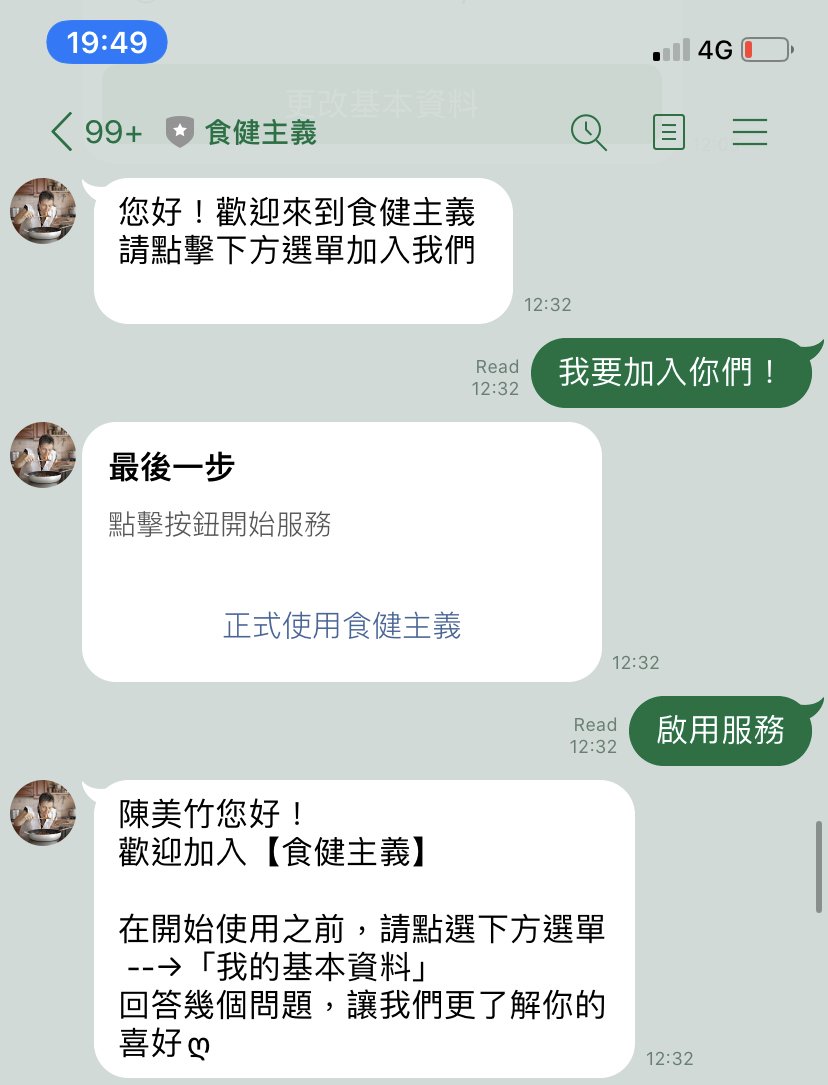 19:49
4G
更改基本資料
99+
食健主義
您好！歡迎來到食健主義
請點擊下方選單加入我們
12:32
Read
12:32
我要加入你們！
最後一步
點擊按鈕開始服務
正式使用食健主義
12:32
Read
12:32
啟用服務
陳美竹您好！
歡迎加入【食健主義】
在開始使用之前，請點選下方選單
--→「我的基本資料」
回答幾個問題，讓我們更了解你的
喜好ღ
12:32